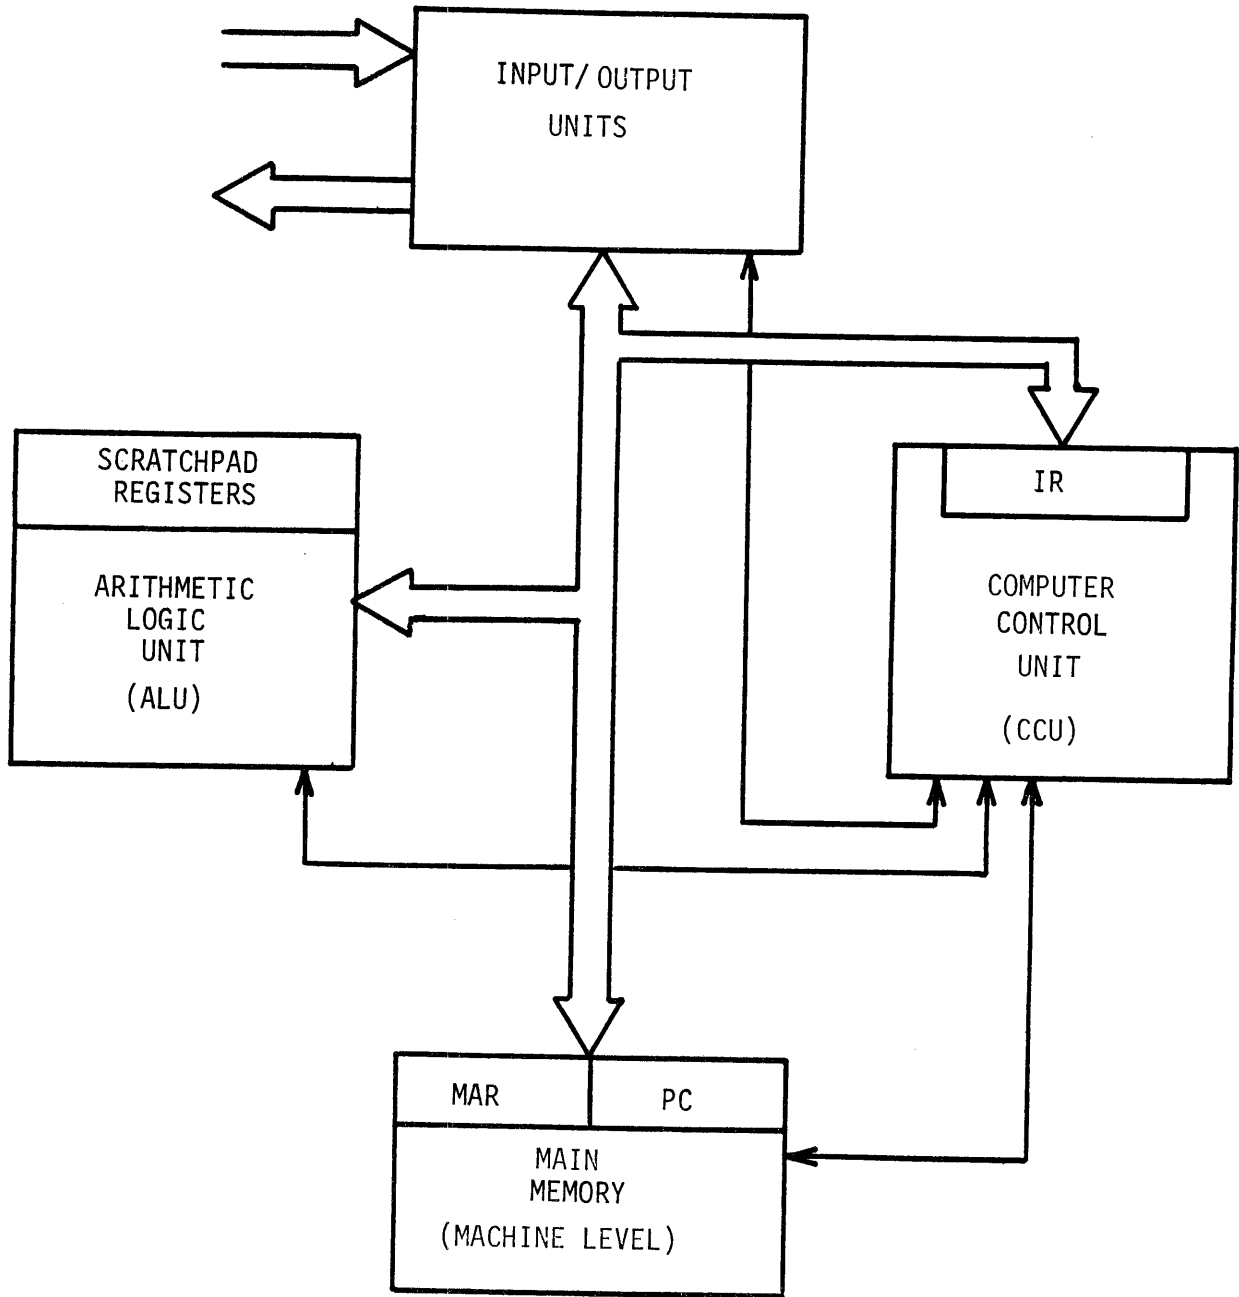 INPUT/OUTPUT
UNITS
SCRATCHPAD
REGISTERS
ARITHMETIC
LOGIC
UNIT
(ALU)
IR
COMPUTER
CONTROL
UNIT
(CCU)
MAR
PC
MAIN
MEMORY
(MACHINE LEVEL)